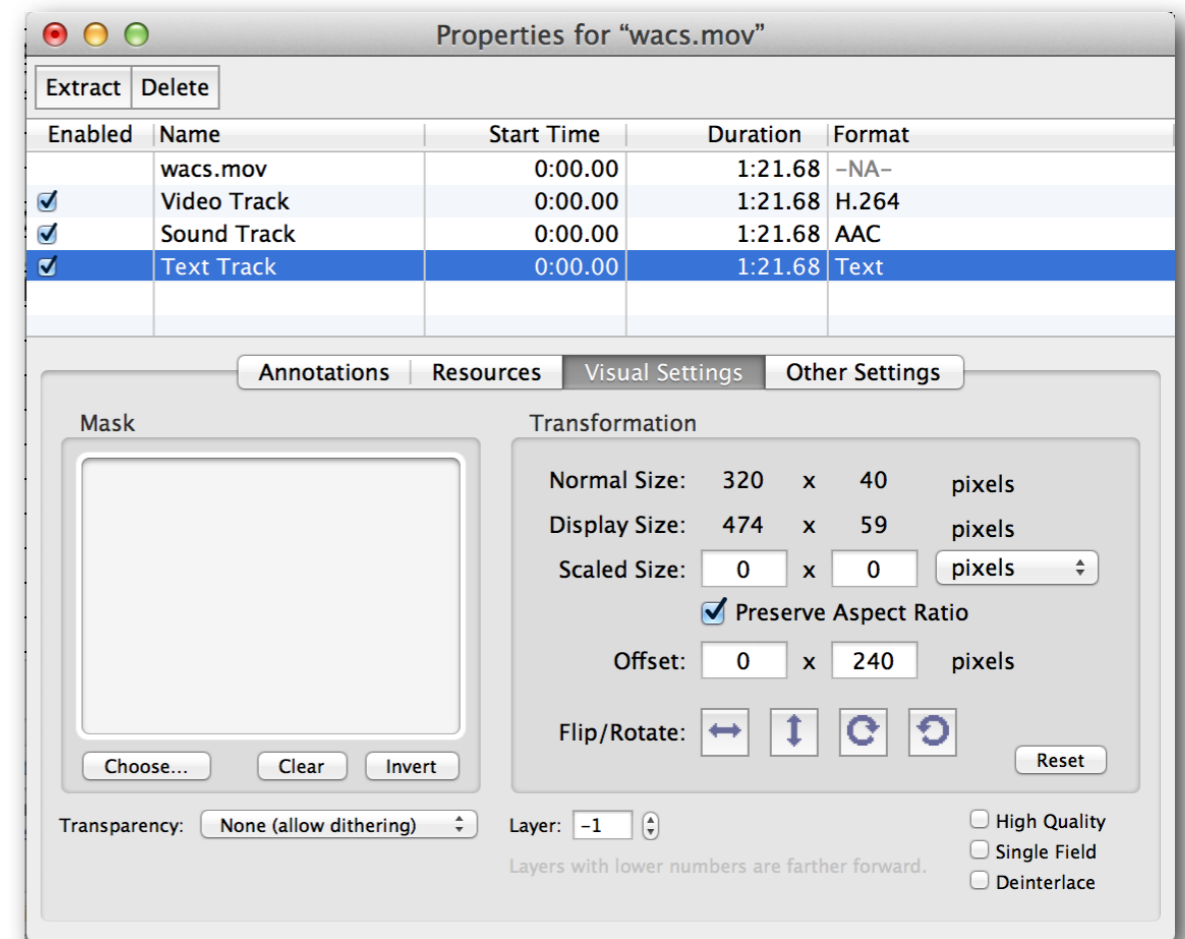 Properties for “wacs.mov”
Extract Delete
Enabled Name Start Time Duration Format
wacs.mov 0:00.00 1:21.68 -NA-
Video Track 0:00.00 1:21.68 H.264
Sound Track 0:00.00 1:21.68 AAC
Text Track 0:00.00 1:21.68 Text
Annotations Resources Visual Settings Other Settings
Mask Transformation
Normal Size: 320 x 40 pixels
Display Size: 474 x 59 pixels
Scaled Size: 0 x 0 pixels
Preserve Aspect Ratio
Offset: 0 x 240 pixels
Flip/Rotate:
Choose... Clear Invert Reset
Transparency: None (allow dithering) Layer: -1 High Quality
Layers with lower numbers are farther forward. Single Field
Deinterlace